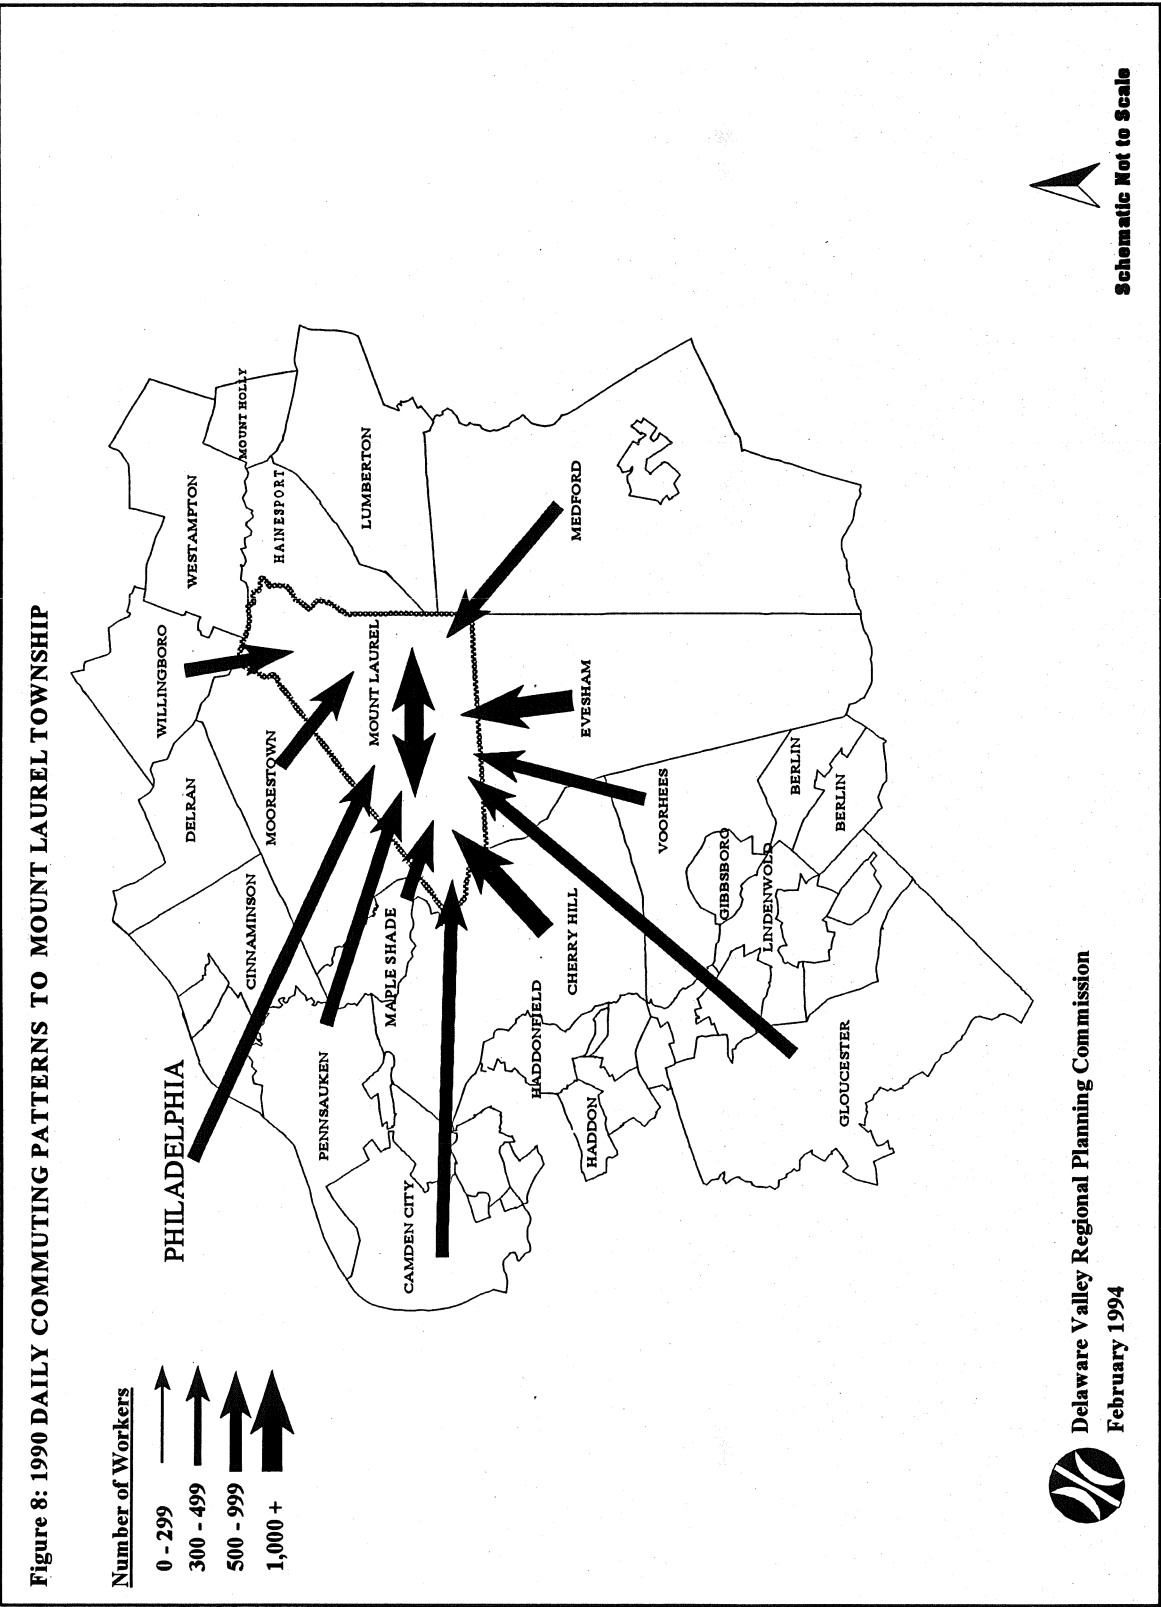 Figure 8: 1990 DAILY COMMUTING PATTERNS TO MOUNT LAUREL TOWNSHIP
Number of Workers
0 - 299
300 - 499
500 - 999
1,000 +
PHILADELPHIA
WILLINGBORO
WESTAMPTON
MOUNT HOLLY
DELRAN
CINNAMINSON
MOORESTOWN
HAINESPORT
PENNSAUKEN
MAPLE SHADE
MOUNT LAUREL
LUMBERTON
CAMDEN CITY
HADDONFIELD
CHERRY HILL
EVESHAM
MEDFORD
HADDON
VOORHEES
GIBBSBORO
LINDENWOLD
BERLIN
BERLIN
GLOUCESTER
Delaware Valley Regional Planning Commission
February 1994
Schematic Not to Scale